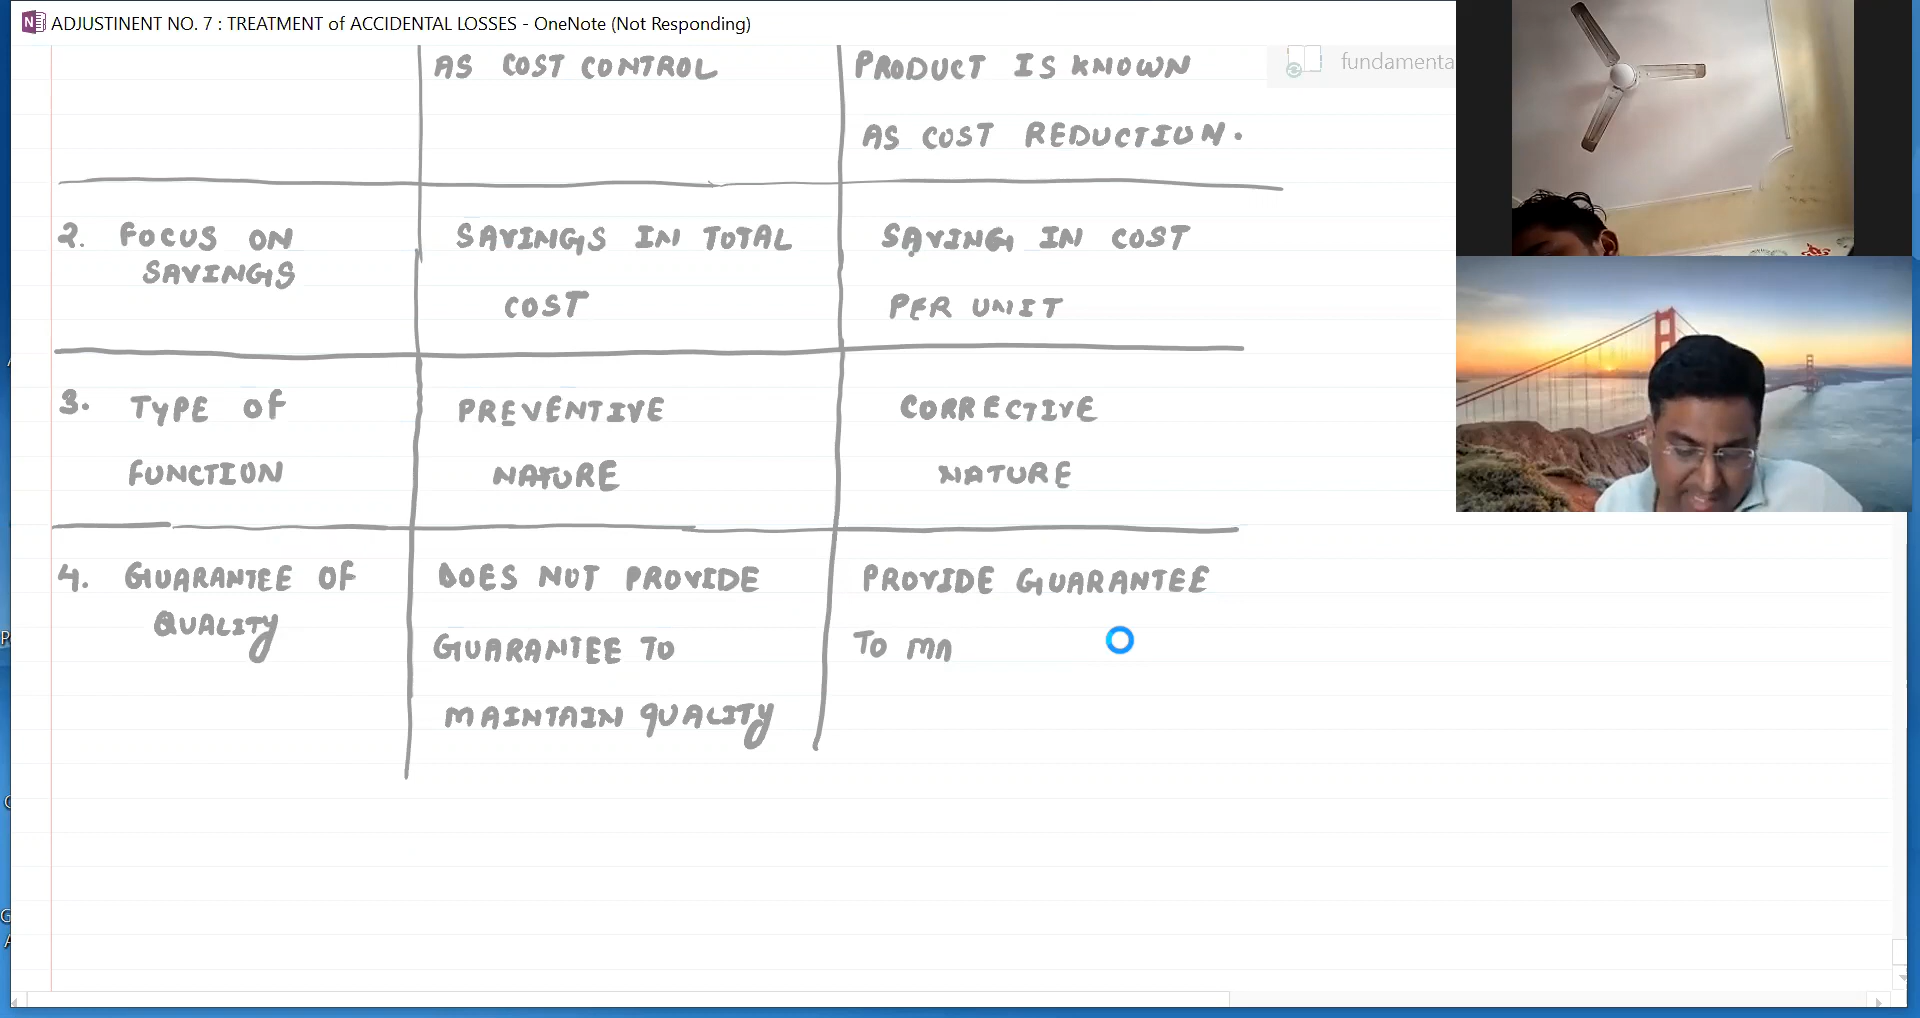 ADJUSTINENT NO. 7 : TREATMENT of ACCIDENTAL LOSSES - OneNote (Not Responding)
AS COST CONTROL
PRODUCT IS KNOWN
AS COST REDUCTION.
fundamenta
2. FOCUS ON
SAVINGS
SAVINGS IN TOTAL
COST
SAVING IN COST
PER UNIT
3. TYPE OF
FUNCTION
PREVENTIVE
NATURE
CORRECTIVE
NATURE
4. GUARANTEE OF
QUALITY
DOES NOT PROVIDE
GUARANTEE TO
MAINTAIN QUALITY
PROVIDE GUARANTEE
TO MA